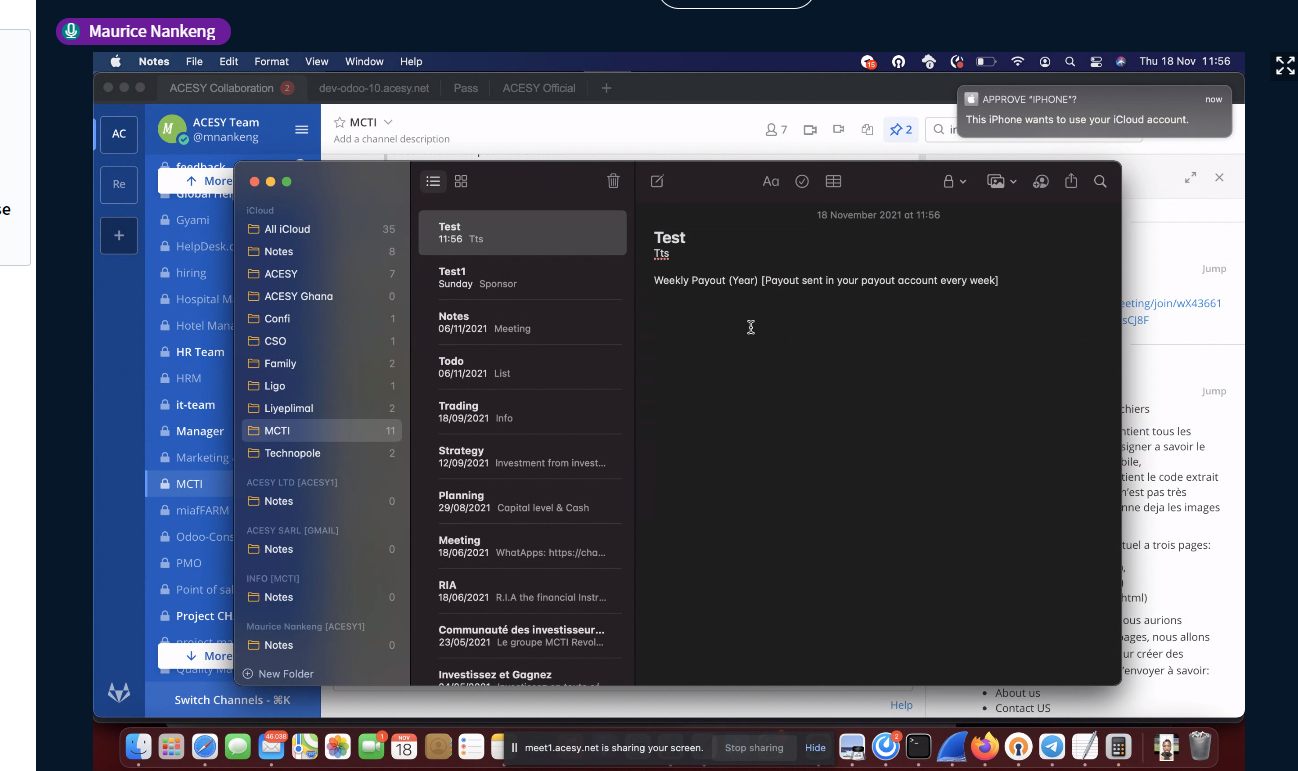 se
Maurice Nankeng
Notes File Edit Format View Window Help
15
Thu 18 Nov 11:56
ACESY Collaboration 2 dev-odoo-10.acesy.net Pass ACESY Official +
APPROVE "IPHONE"? now
This iPhone wants to use your iCloud account.
AC
Re
+
M
ACESY Team
@mnankeng
feedback
More
Global Hel
Gyami
HelpDesk.c
hiring
Hospital M
Hotel Mana
HR Team
HRM
it-team
Manager
Marketing
MCTI
miaFFARM
Odoo-Cons
PMO
Point of sal
Project CH
project-ma
More
Quality Ma
Switch Channels - ⌘K
MCTI
Add a channel description
7
2
iCloud
All iCloud 35
Notes 8
ACESY 7
ACESY Ghana 0
Confi 1
CSO 1
Family 2
Ligo 1
Liyeplimal 2
MCTI 11
Technopole 2
ACESY LTD [ACESY1]
Notes 0
ACESY SARL [GMAIL]
Notes 0
INFO [MCTI]
Notes 0
Maurice Nankeng [ACESY1]
Notes 0
New Folder
Test
11:56 Tts
Test1
Sunday Sponsor
Notes
06/11/2021 Meeting
Todo
06/11/2021 List
Trading
18/09/2021 Info
Strategy
12/09/2021 Investment from invest...
Planning
29/08/2021 Capital level & Cash
Meeting
18/06/2021 WhatApps: https://cha...
RIA
18/06/2021 R.I.A the financial Instr...
Communauté des investisseur...
23/05/2021 Le groupe MCTI Revol...
Investissez et Gagnez
Aa
18 November 2021 at 11:56
Test
Tts
Weekly Payout (Year) [Payout sent in your payout account every week]
Jump
eeting/join/wX43661
sCJ8F
Jump
chiers
ntient tous les
signer a savoir le
bile,
tient le code extrait
n'est pas très
nne deja les images
tuel a trois pages:
html)
ous aurions
pages, nous allons
ur créer des
'envoyer à savoir:
About us
Contact US
Help
46,038
1
NOV
18
meet1.acesy.net is sharing your screen.
Stop sharing
Hide
2